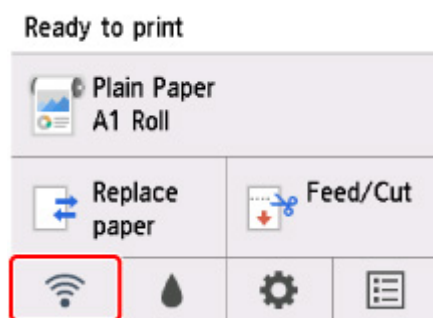 Ready to print
Plain Paper
A1 Roll
Replace
paper
Feed/Cut